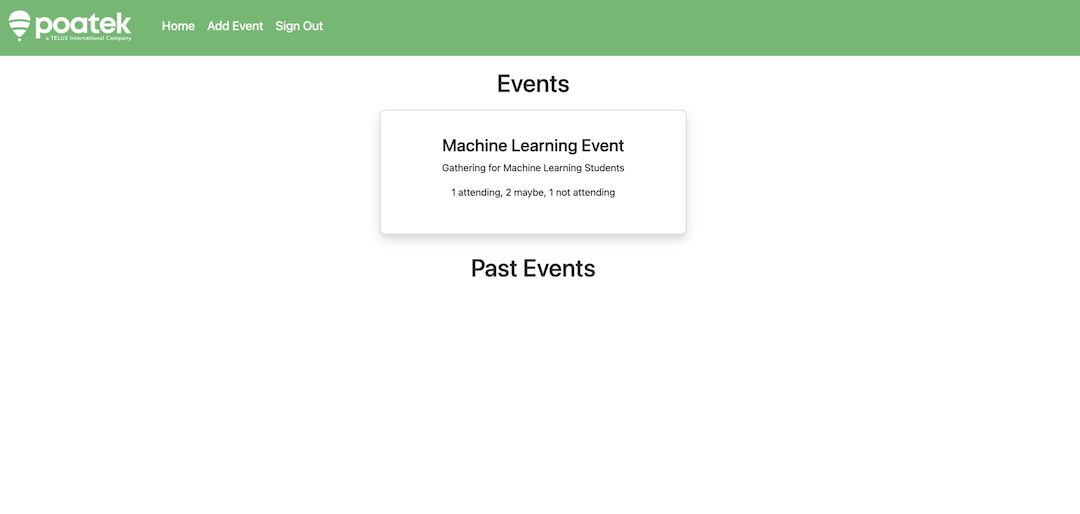 poatek
a TELUS International Company
Home Add Event Sign Out
Events
Machine Learning Event
Gathering for Machine Learning Students
1 attending, 2 maybe, 1 not attending
Past Events